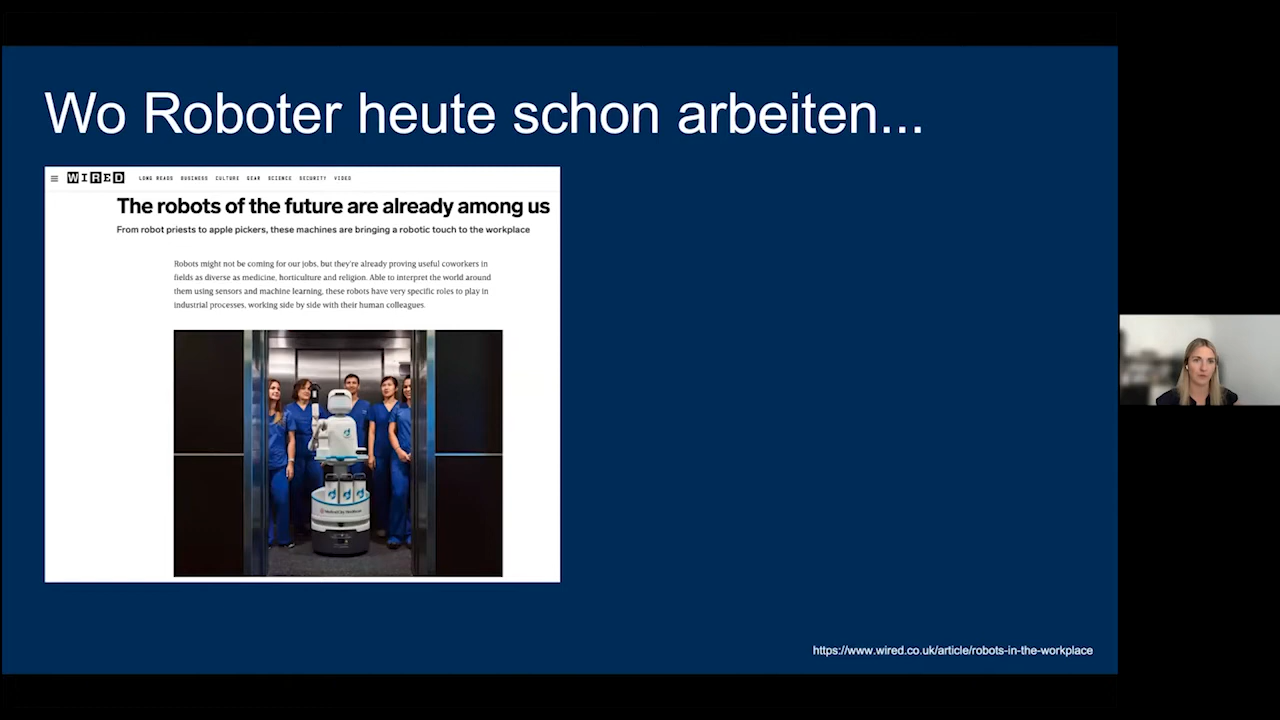 Wo Roboter heute schon arbeiten...
WIRED LONG READS BUSINESS CULTURE GEAR SCIENCE SECURITY VIDEO
The robots of the future are already among us
From robot priests to apple pickers, these machines are bringing a robotic touch to the workplace
Robots might not be coming for our jobs, but they're already proving useful coworkers in
fields as diverse as medicine, horticulture and religion. Able to interpret the world around
them using sensors and machine learning, these robots have very specific roles to play in
industrial processes, working side by side with their human colleagues.
https://www.wired.co.uk/article/robots-in-the-workplace